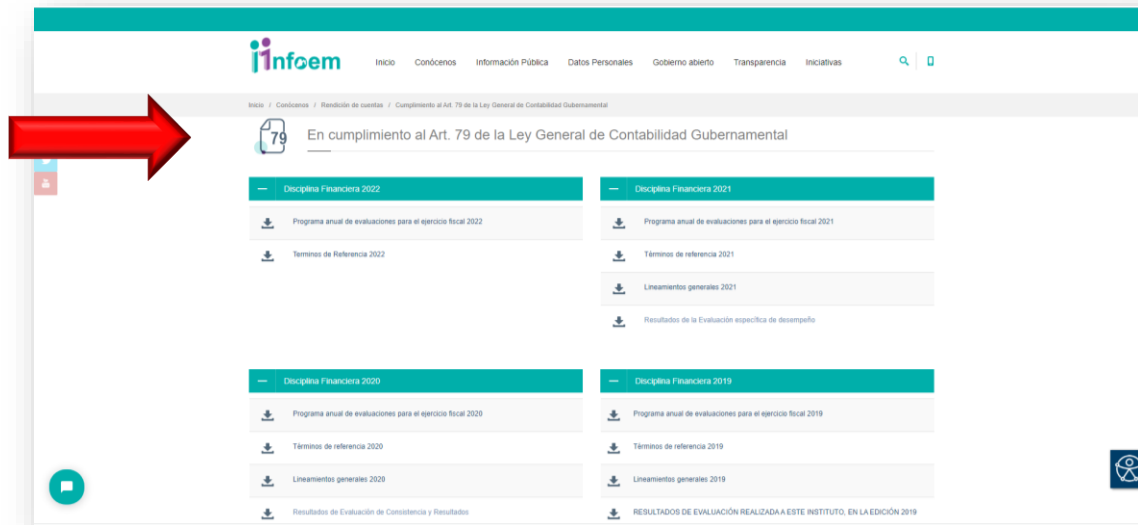 infoem
Inicio Conócenos Información Pública Datos Personales Gobierno abierto Transparencia Iniciativas
Inicio / Conócenos / Rendición de cuentas / Cumplimiento al Art. 79 de la Ley General de Contabilidad Gubernamental
79 En cumplimiento al Art. 79 de la Ley General de Contabilidad Gubernamental
Disciplina Financiera 2022
Programa anual de evaluaciones para el ejercicio fiscal 2022
Terminos de Referencia 2022
Disciplina Financiera 2021
Programa anual de evaluaciones para el ejercicio fiscal 2021
Términos de referencia 2021
Lineamientos generales 2021
Resultados de la Evaluación específica de desempeño
Disciplina Financiera 2020
Programa anual de evaluaciones para el ejercicio fiscal 2020
Términos de referencia 2020
Lineamientos generales 2020
Resultados de Evaluación de Consistencia y Resultados
Disciplina Financiera 2019
Programa anual de evaluaciones para el ejercicio fiscal 2019
Términos de referencia 2019
Lineamientos generales 2019
RESULTADOS DE EVALUACIÓN REALIZADA A ESTE INSTITUTO, EN LA EDICIÓN 2019